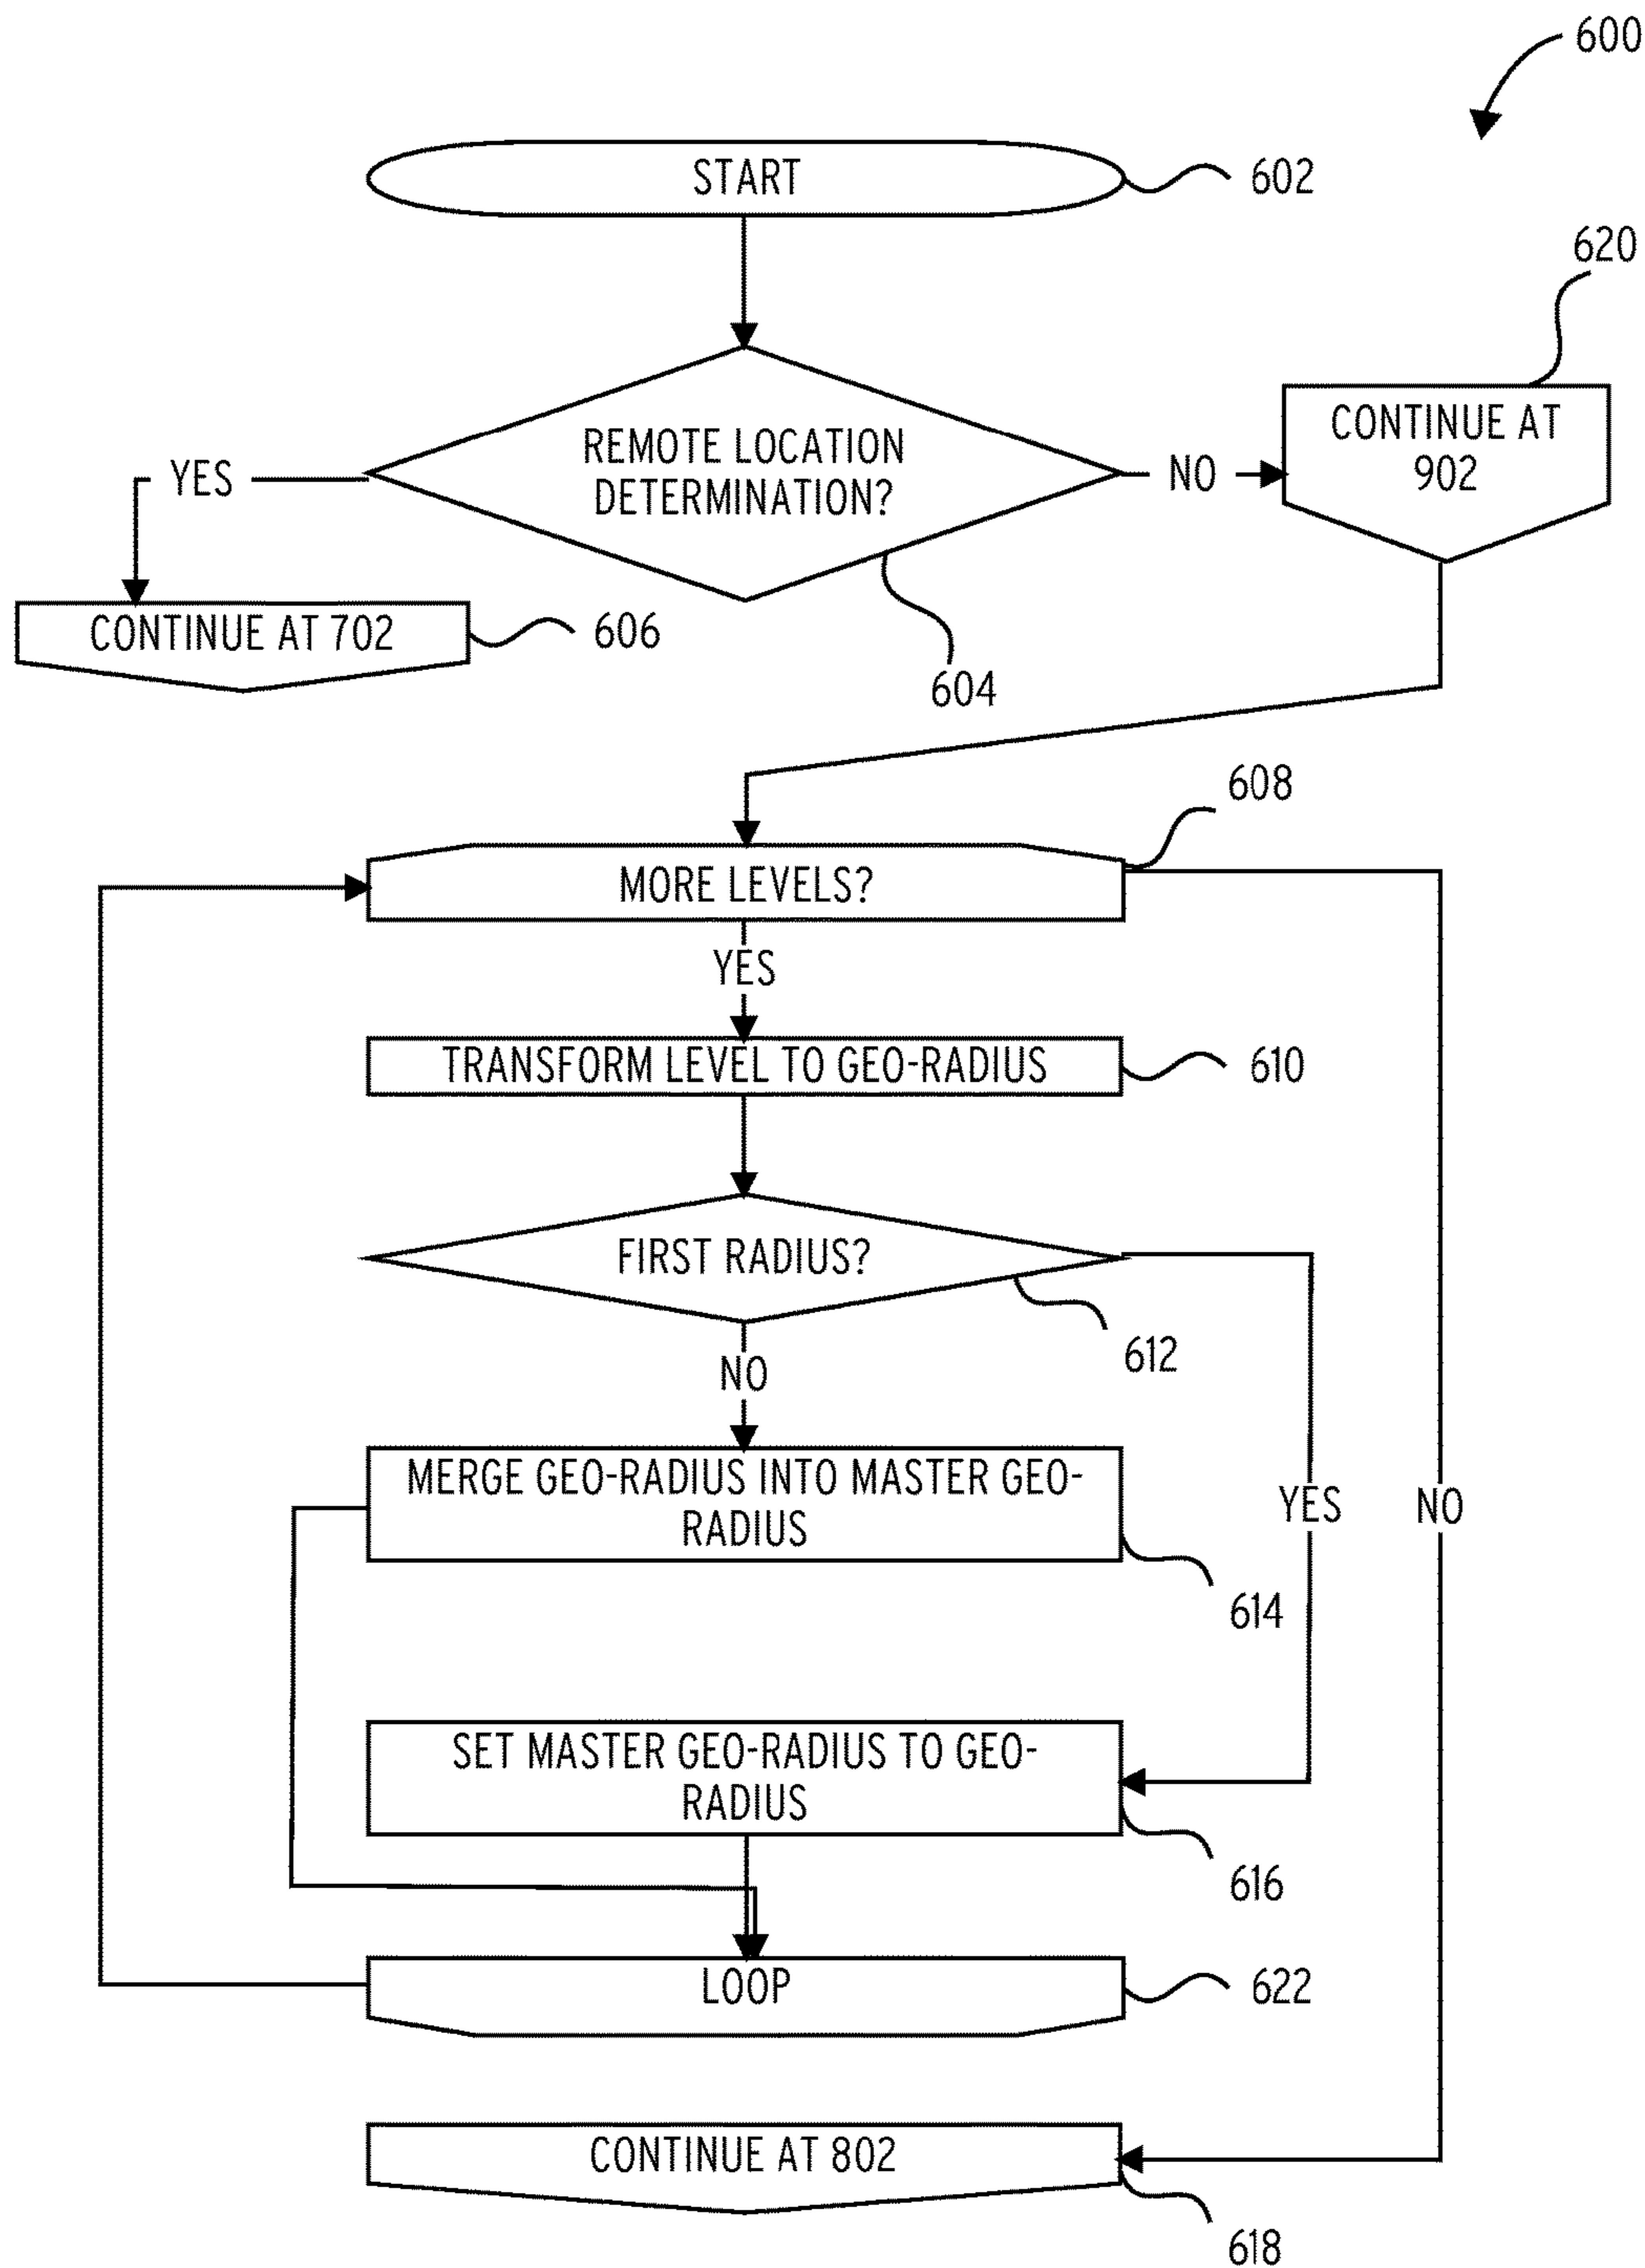 600
START
602
620
REMOTE LOCATION
DETERMINATION?
YES
NO
CONTINUE AT
902
CONTINUE AT 702
606
604
608
MORE LEVELS?
YES
TRANSFORM LEVEL TO GEO-RADIUS
610
FIRST RADIUS?
612
NO
MERGE GEO-RADIUS INTO MASTER GEO-
RADIUS
YES
NO
614
SET MASTER GEO-RADIUS TO GEO-
RADIUS
616
LOOP
622
CONTINUE AT 802
618